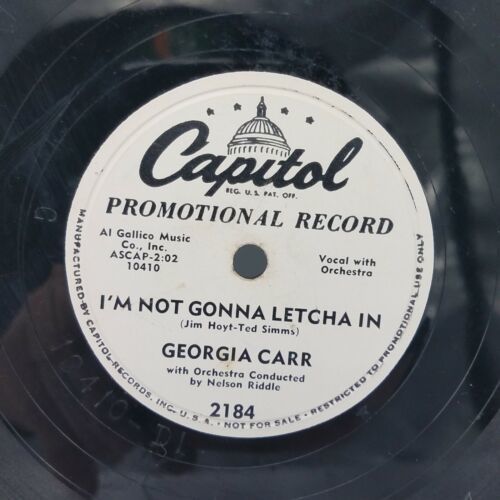 Capitol
REG. U.S. PAT. OFF.
PROMOTIONAL RECORD
Al Gallico Music
Co., Inc.
ASCAP-2:02
10410
Vocal with
Orchestra
I'M NOT GONNA LETCHA IN
(Jim Hoyt-Ted Simms)
GEORGIA CARR
with Orchestra Conducted
by Nelson Riddle
2184
MANUFACTURED BY CAPITOL RECORDS, INC. U.S.A. • NOT FOR SALE • RESTRICTED TO PROMOTIONAL USE ONLY